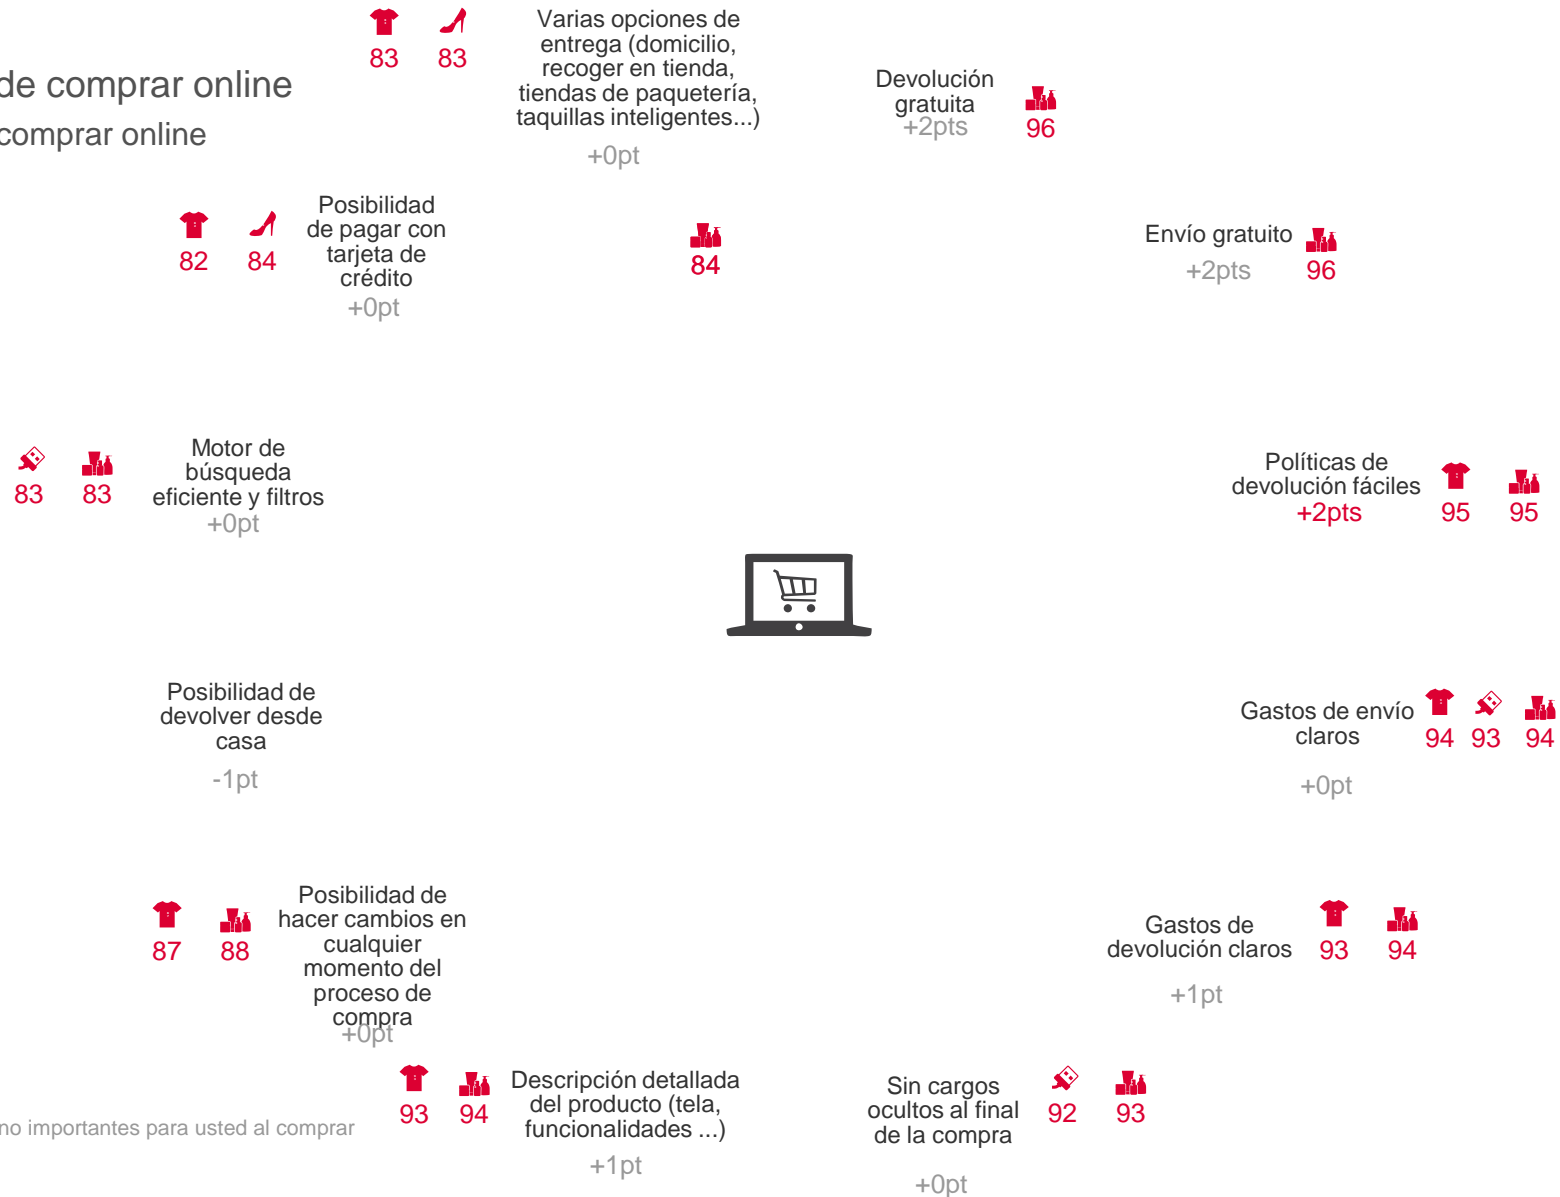 de comprar online
comprar online
83 83
Varias opciones de
entrega (domicilio,
recoger en tienda,
tiendas de paquetería,
taquillas inteligentes...)
+0pt
Devolución
gratuita
+2pts
96
82 84
Posibilidad
de pagar con
tarjeta de
crédito
+0pt
84
Envío gratuito
+2pts
96
83 83
Motor de
búsqueda
eficiente y filtros
+0pt
Políticas de
devolución fáciles
+2pts
95 95
Posibilidad de
devolver desde
casa
-1pt
Gastos de envío
claros
94 93 94
+0pt
87 88
Posibilidad de
hacer cambios en
cualquier
momento del
proceso de
compra
+0pt
Gastos de
devolución claros
93 94
+1pt
93 94
Descripción detallada
del producto (tela,
funcionalidades ...)
+1pt
Sin cargos
ocultos al final
de la compra
92 93
+0pt
no importantes para usted al comprar